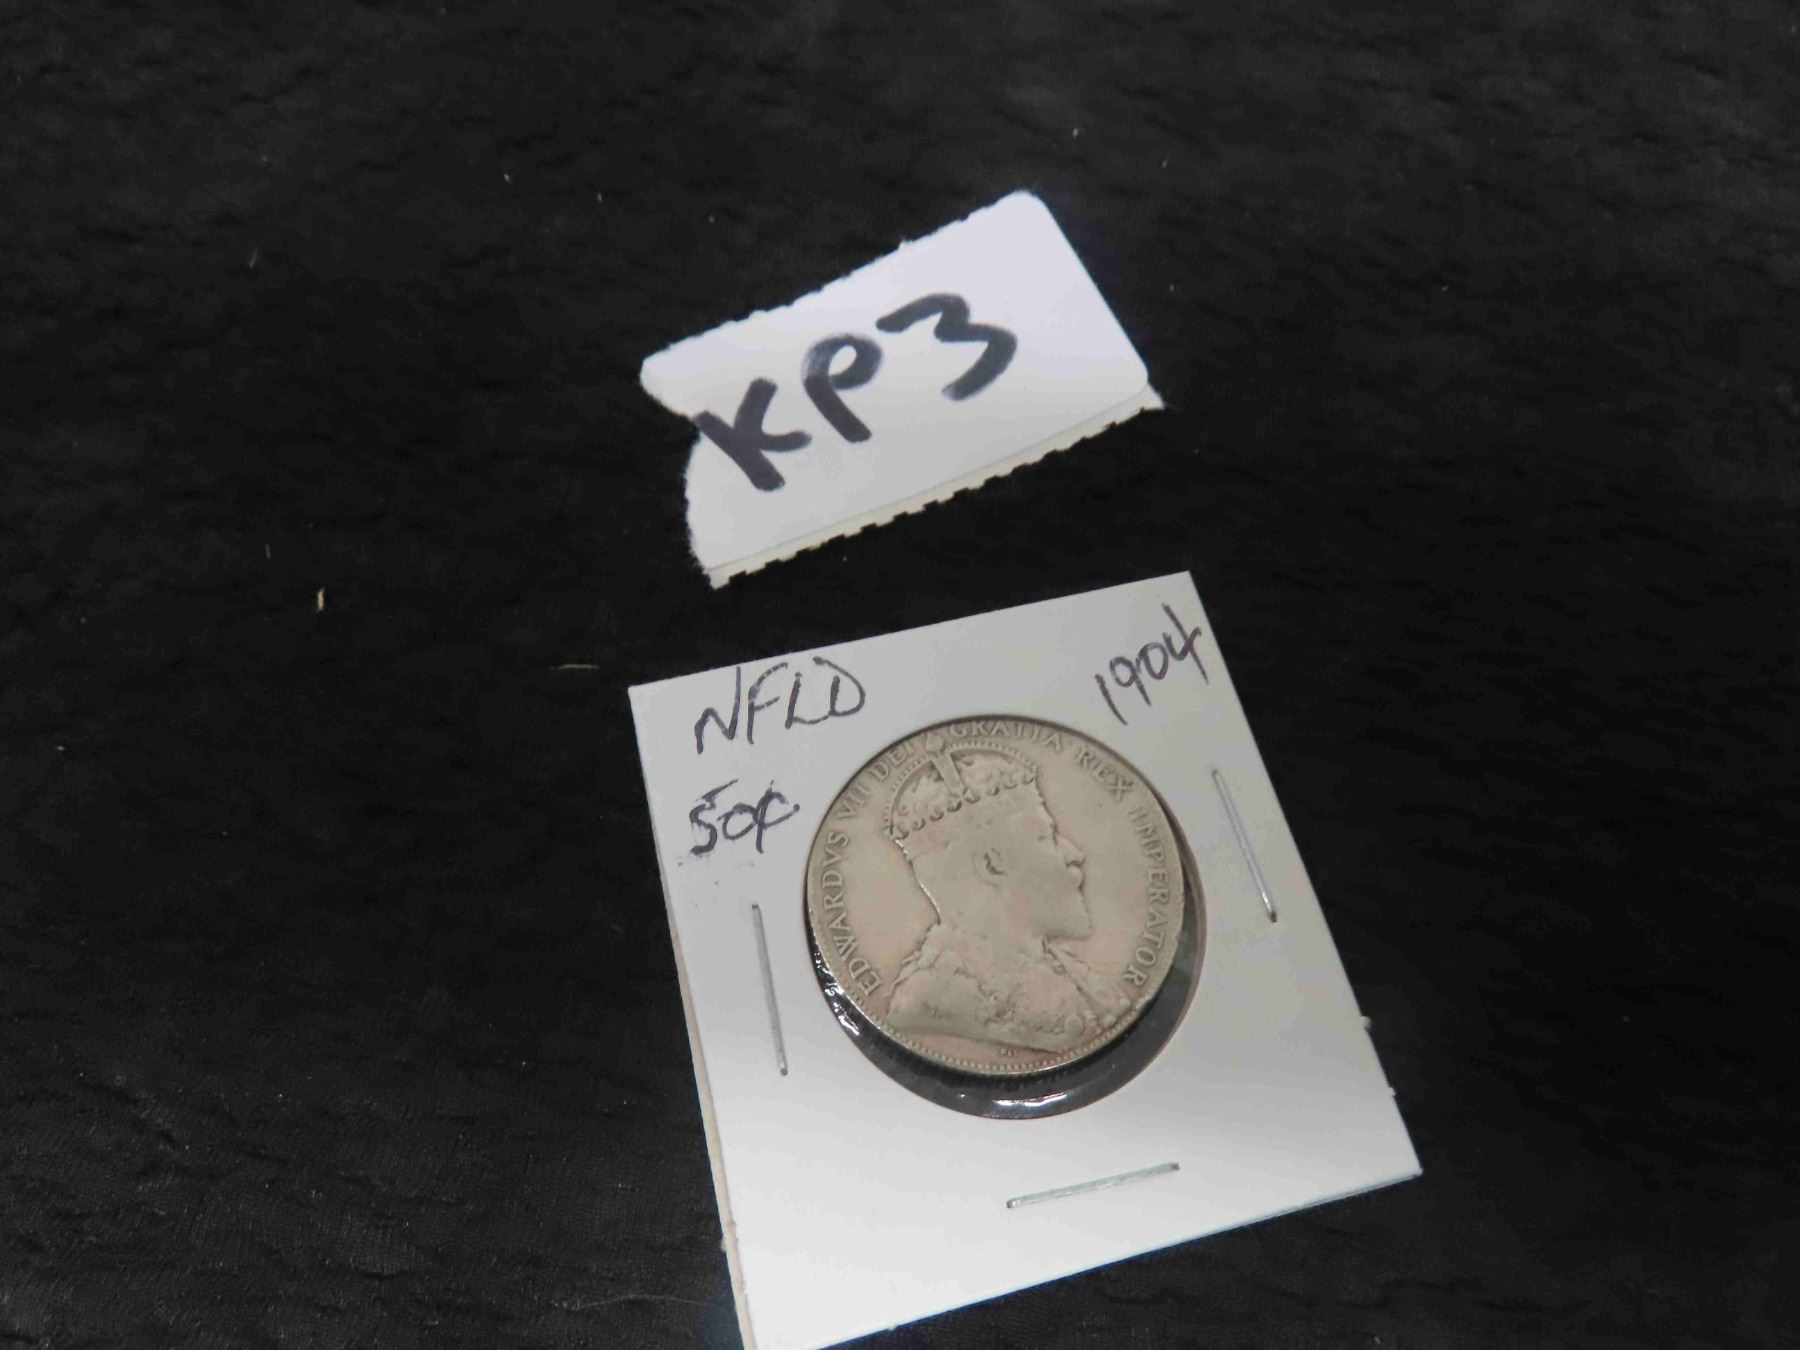 KP3
NFLD 1904
50¢
EDWARDVS VII DEI GRATIA REX IMPERATOR